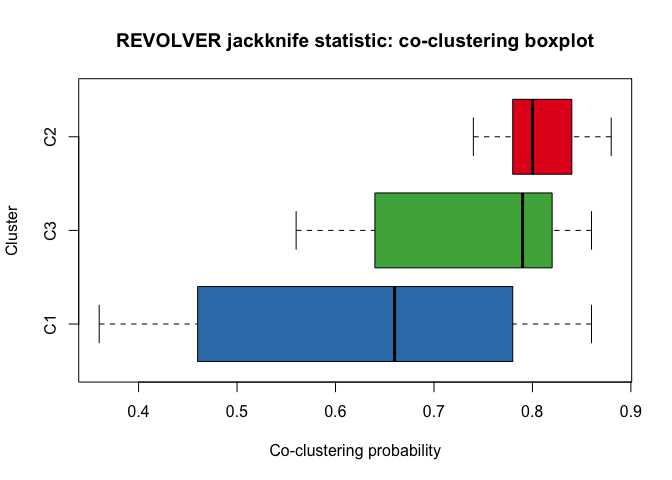 REVOLVER jackknife statistic: co-clustering boxplot
C2
C3
C1
Cluster
0.4 0.5 0.6 0.7 0.8 0.9
Co-clustering probability